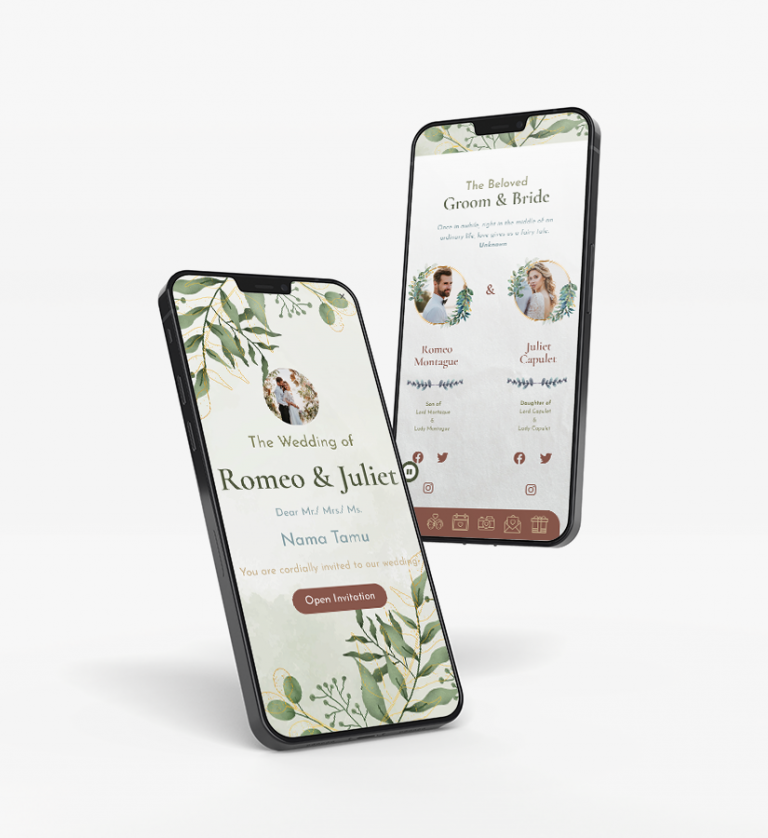 The Wedding of
Romeo & Juliet
Dear Mr./ Mrs./ Ms.
Nama Tamu
You are cordially invited to our wedding.
Open Invitation
The Beloved
Groom & Bride
Once in awhile, right in the middle of an
ordinary life, love gives us a fairy tale.
Unknown
&
Romeo
Montague
Juliet
Capulet
Son of
Lord Montague
&
Lady Montague
Daughter of
Lord Capulet
&
Lady Capulet